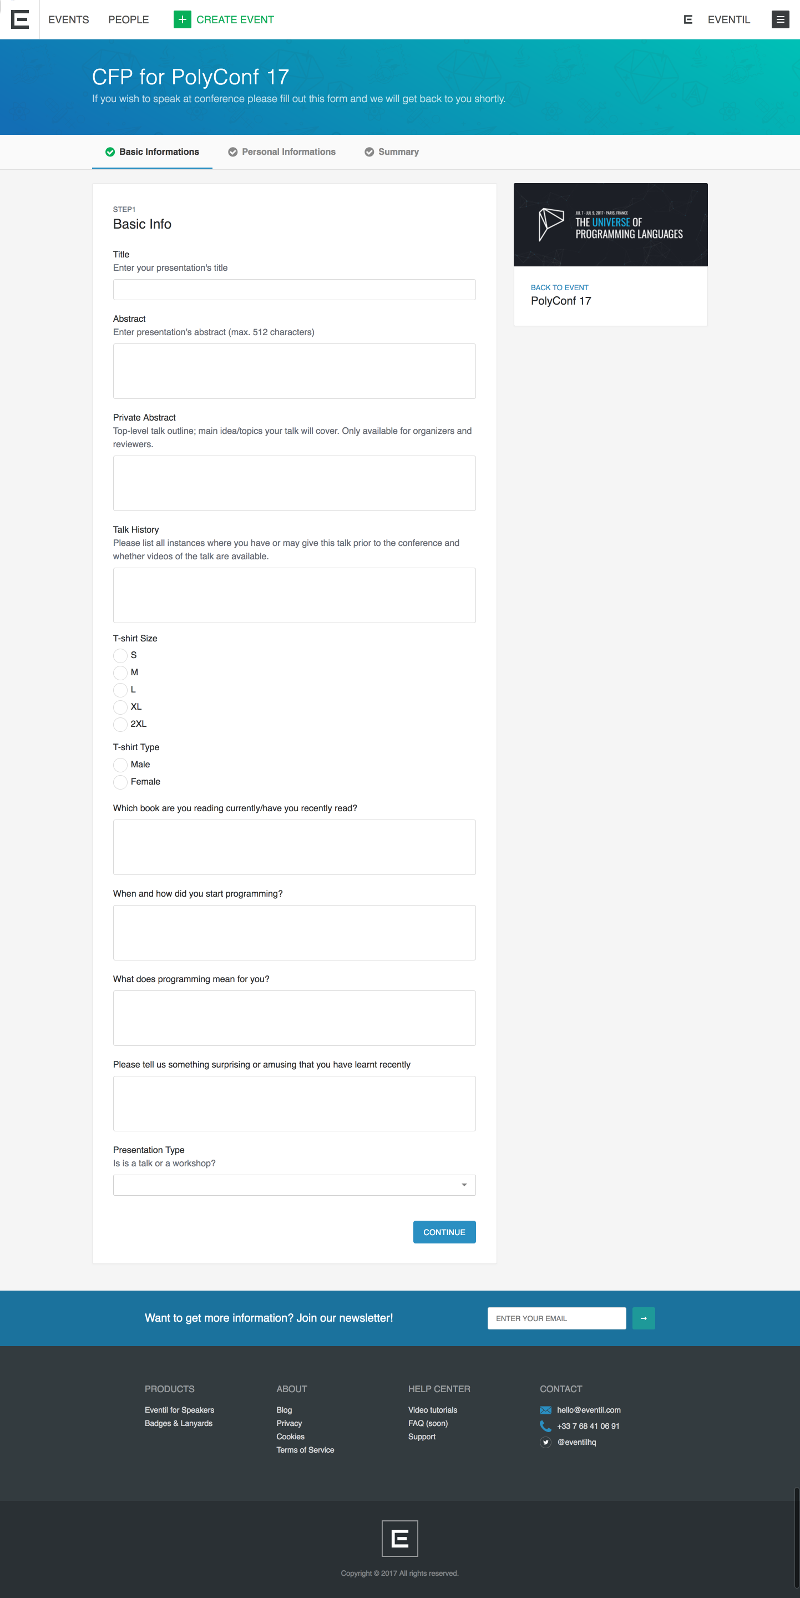 EVENTS PEOPLE + CREATE EVENT EVENTIL
CFP for PolyConf 17
If you wish to speak at conference please fill out this form and we will get back to you shortly.
Basic Informations Personal Informations Summary
STEP1
Basic Info
Title
Enter your presentation's title
Abstract
Enter presentation's abstract (max. 512 characters)
Private Abstract
Top-level talk outline; main idea/topics your talk will cover. Only available for organizers and
reviewers.
Talk History
Please list all instances where you have or may give this talk prior to the conference and
whether videos of the talk are available.
T-shirt Size
S
M
L
XL
2XL
T-shirt Type
Male
Female
Which book are you reading currently/have you recently read?
When and how did you start programming?
What does programming mean for you?
Please tell us something surprising or amusing that you have learnt recently
Presentation Type
Is is a talk or a workshop?
CONTINUE
JUL 7 - JUL 9, 2017 · PARIS, FRANCE
THE UNIVERSE OF
PROGRAMMING LANGUAGES
BACK TO EVENT
PolyConf 17
Want to get more information? Join our newsletter!
ENTER YOUR EMAIL
PRODUCTS
Eventil for Speakers
Badges & Lanyards
ABOUT
Blog
Privacy
Cookies
Terms of Service
HELP CENTER
Video tutorials
FAQ (soon)
Support
CONTACT
hello@eventil.com
+33 7 68 41 06 91
@eventilhq
Copyright © 2017 All rights reserved.